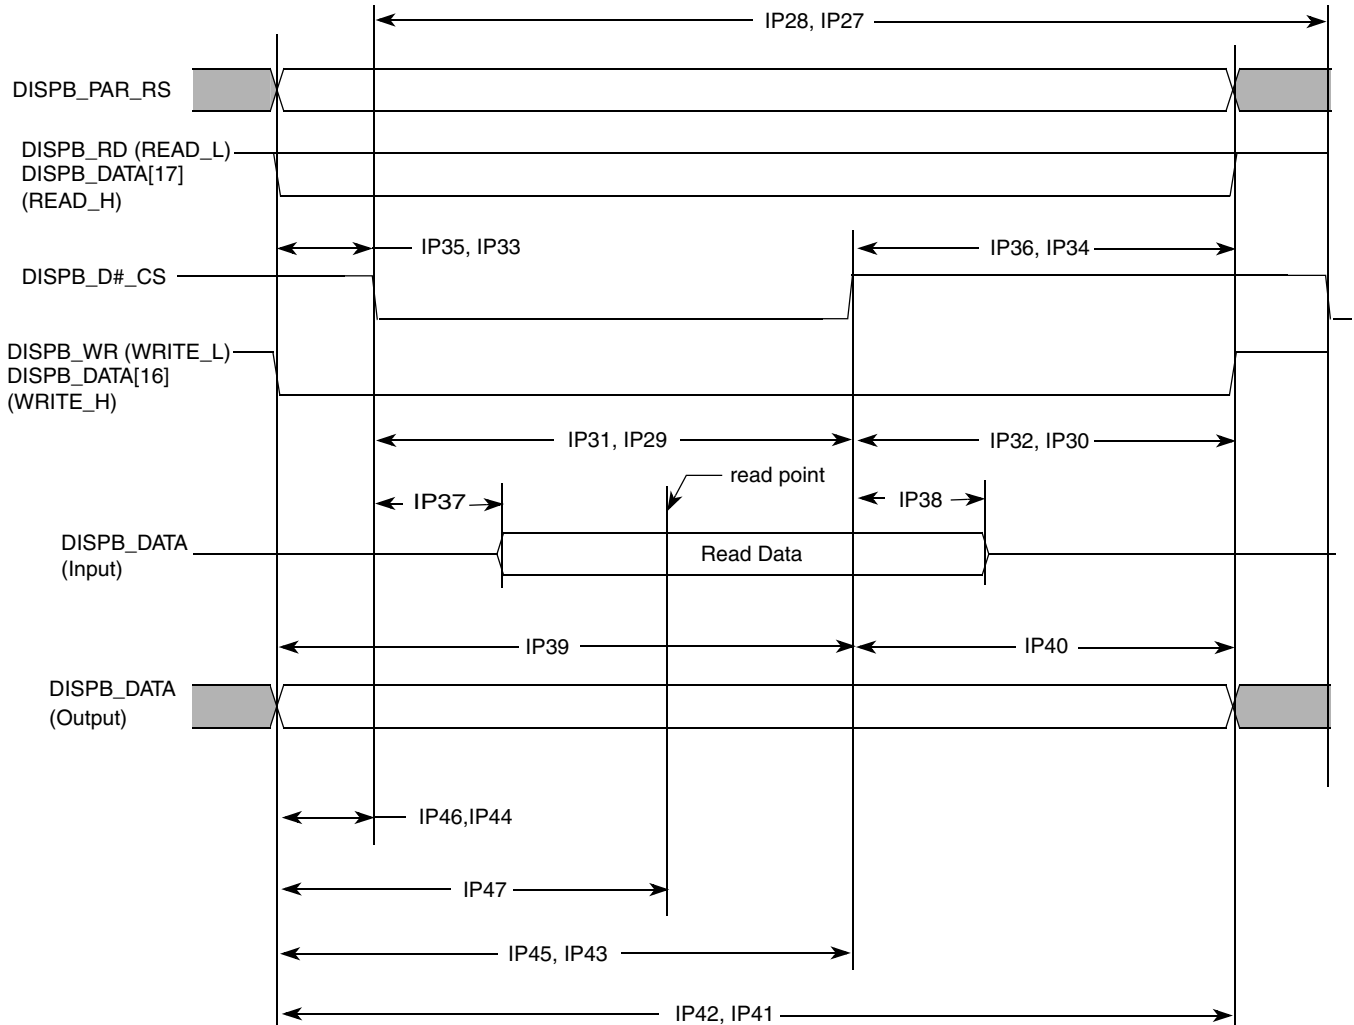 IP28, IP27
DISPB_PAR_RS
DISPB_RD (READ_L)
DISPB_DATA[17]
(READ_H)
IP35, IP33
IP36, IP34
DISPB_D#_CS
DISPB_WR (WRITE_L)
DISPB_DATA[16]
(WRITE_H)
IP31, IP29
IP32, IP30
read point
IP37
IP38
DISPB_DATA
(Input)
Read Data
IP39
IP40
DISPB_DATA
(Output)
IP46,IP44
IP47
IP45, IP43
IP42, IP41